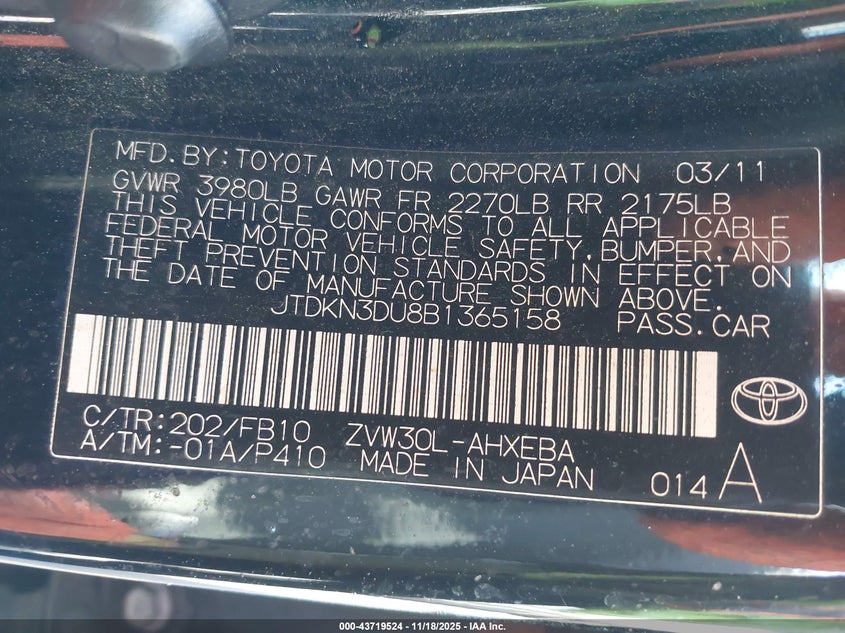 MFD.BY:TOYOTA MOTOR CORPORATION 03/11
GVWR 3980LB GAWR FR 2270LB RR 2175LB
THIS VEHICLE CONFORMS TO ALL APPLICABLE
FEDERAL MOTOR VEHICLE SAFETY,BUMPER,AND
THEFT PREVENTION STANDARDS IN EFFECT ON
THE DATE OF MANUFACTURE SHOWN ABOVE.
JTDKN3DU8B1365158 PASS.CAR
C/TR:202/FB10 ZVW30L-AHXEBA
A/TM:-01A/P410 MADE IN JAPAN 014 A
000-43719524 - 11/18/2025 - IAA Inc.